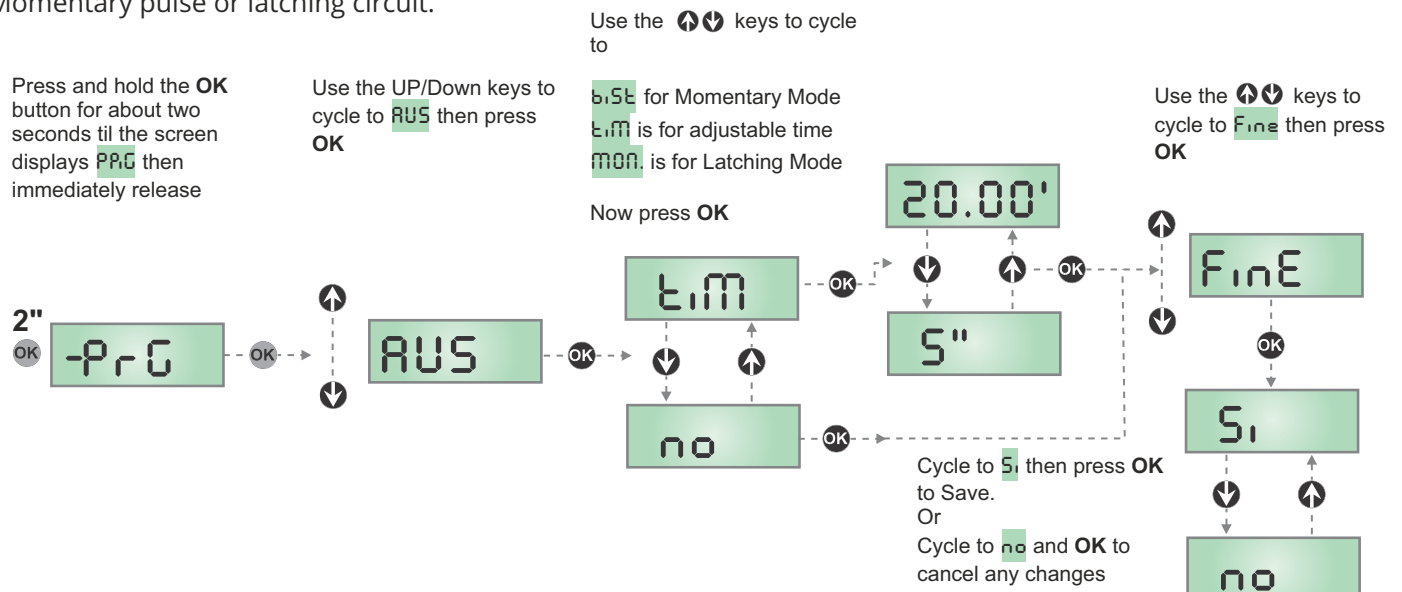 Momentary pulse or latching circuit.
Press and hold the OK
button for about two
seconds til the screen
displays PRG then
immediately release
Use the UP/Down keys to
cycle to AUS then press
OK
Use the keys to cycle
to
biSt for Momentary Mode
tiM is for adjustable time
MOn. is for Latching Mode
Now press OK
Use the keys to
cycle to Fine then press
OK
2"
OK
-PrG
OK
AUS
OK
tiM
no
OK
OK
20.00'
5"
OK
FinE
OK
Si
no
Cycle to Si then press OK
to Save.
Or
Cycle to no and OK to
cancel any changes